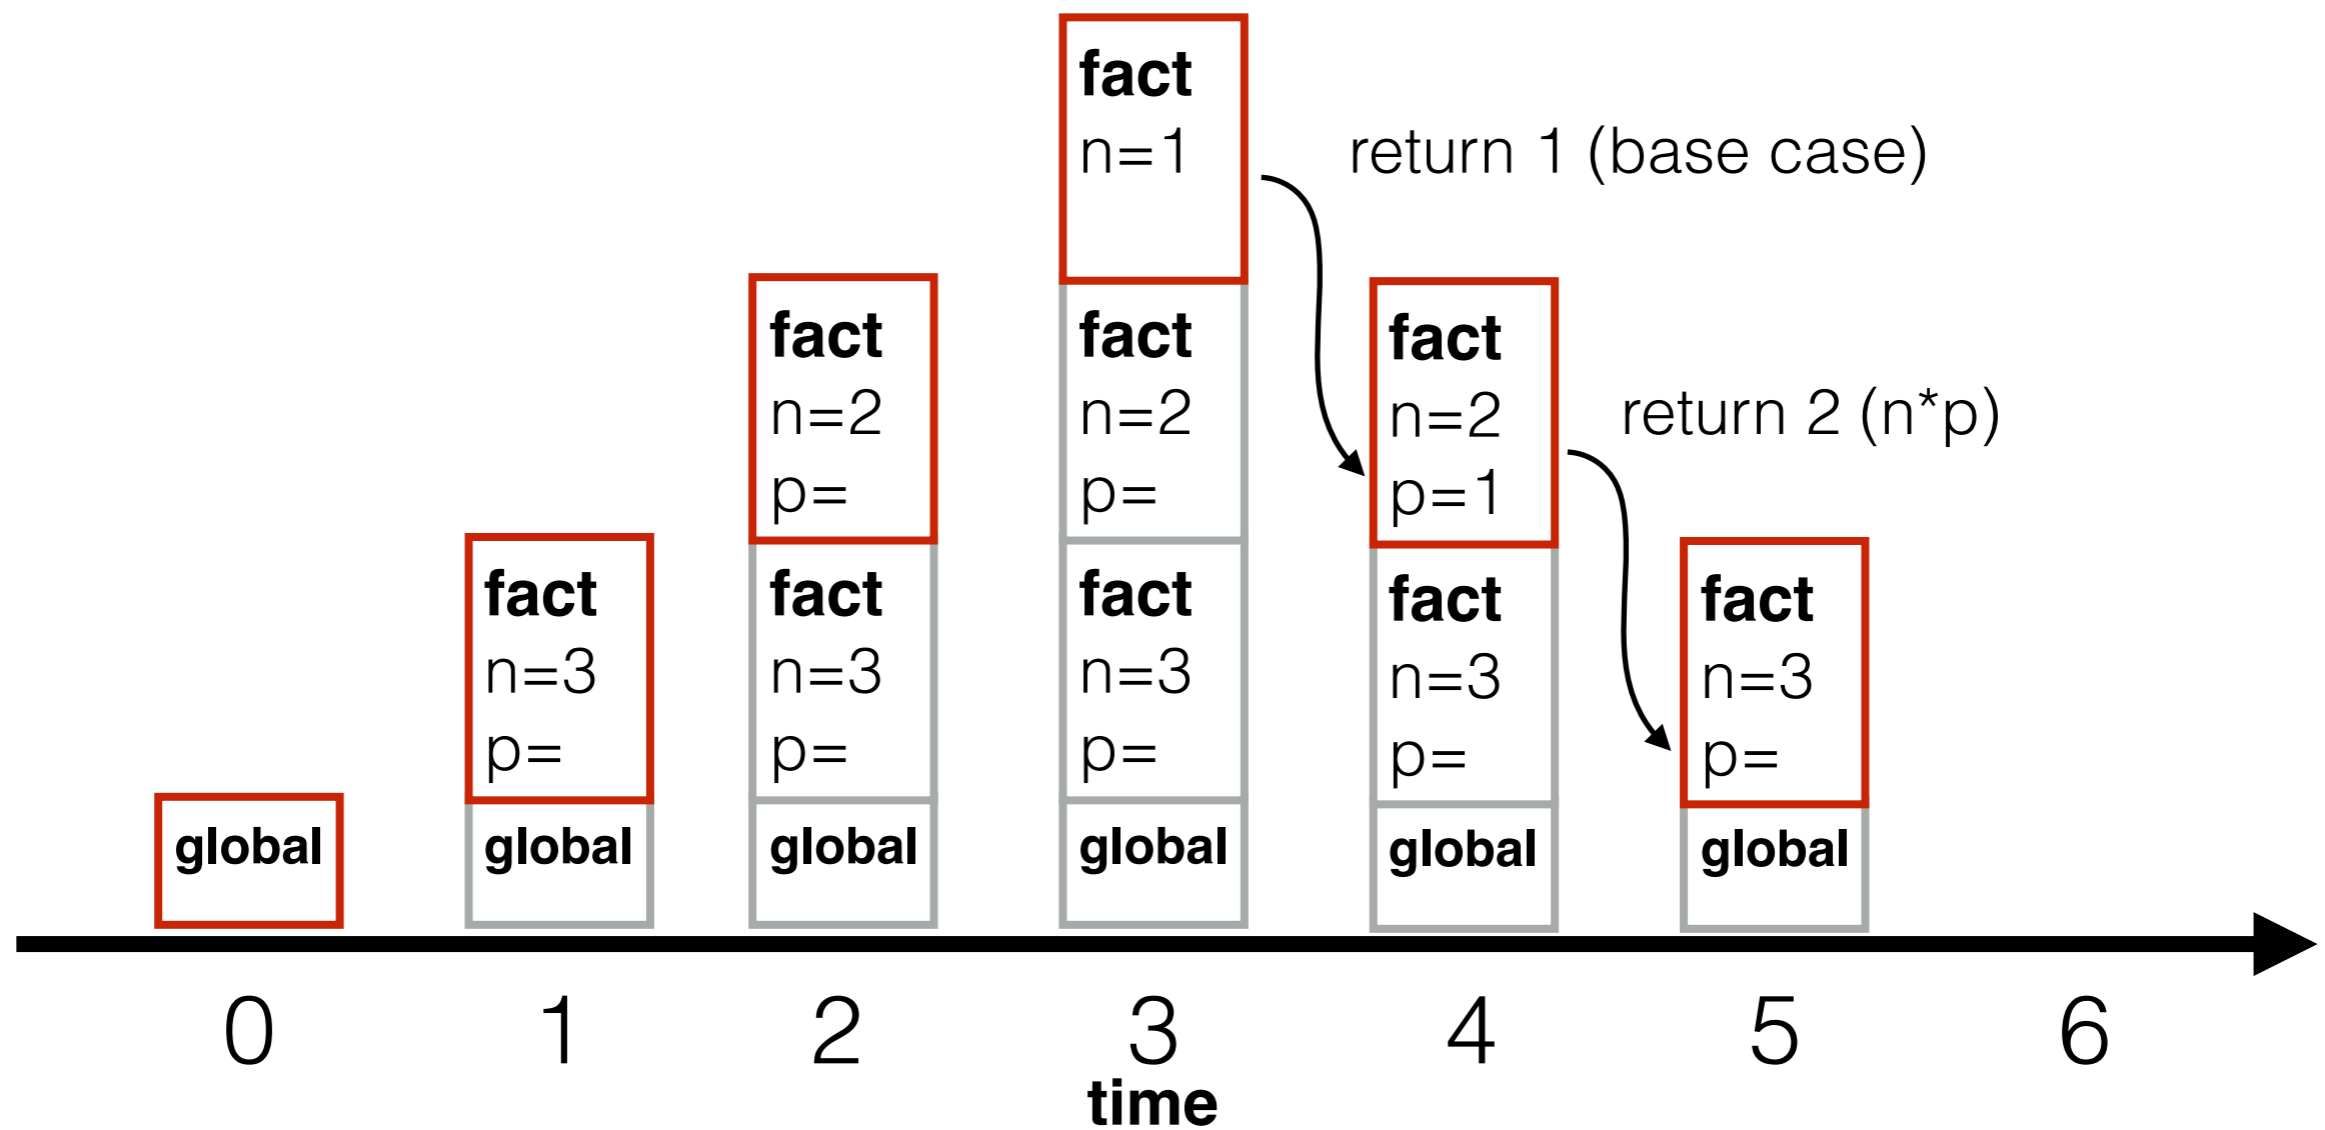 fact
n=1
return 1 (base case)
fact
n=2
p=
fact
n=2
p=
fact
n=2
p=1
return 2 (n*p)
fact
n=3
p=
fact
n=3
p=
fact
n=3
p=
fact
n=3
p=
fact
n=3
p=
global
global
global
global
global
global
0
1
2
3
4
5
6
time